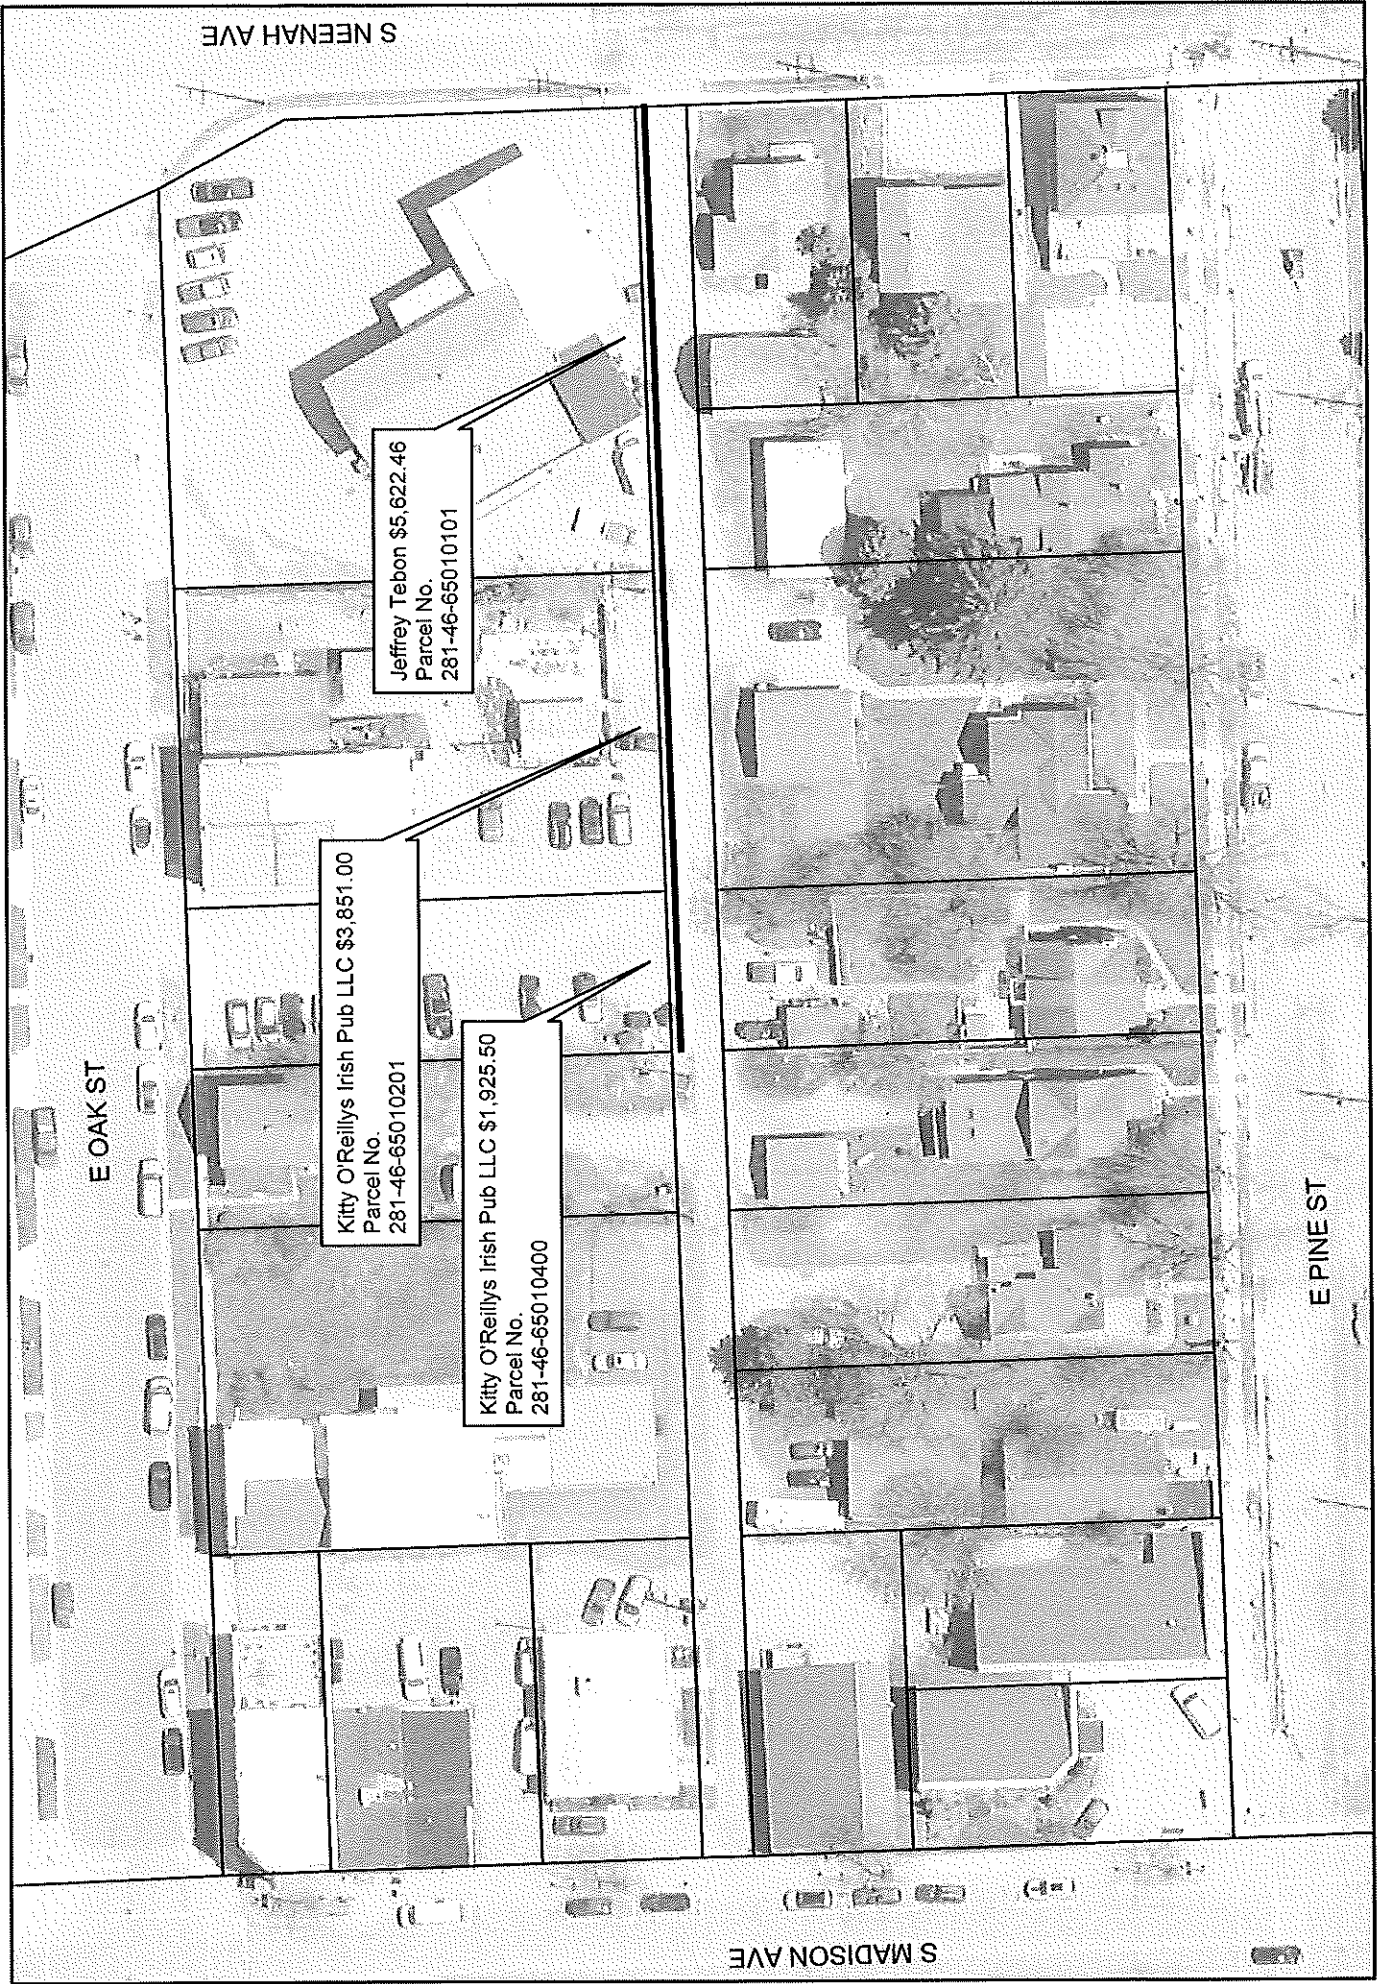 S NEENAH AVE
Jeffrey Tebon $5,622.46
Parcel No.
281-46-65010101
Kitty O'Reillys Irish Pub LLC $3,851.00
Parcel No.
281-46-65010201
Kitty O'Reillys Irish Pub LLC $1,925.50
Parcel No.
281-46-65010400
E OAK ST
E PINE ST
S MADISON AVE